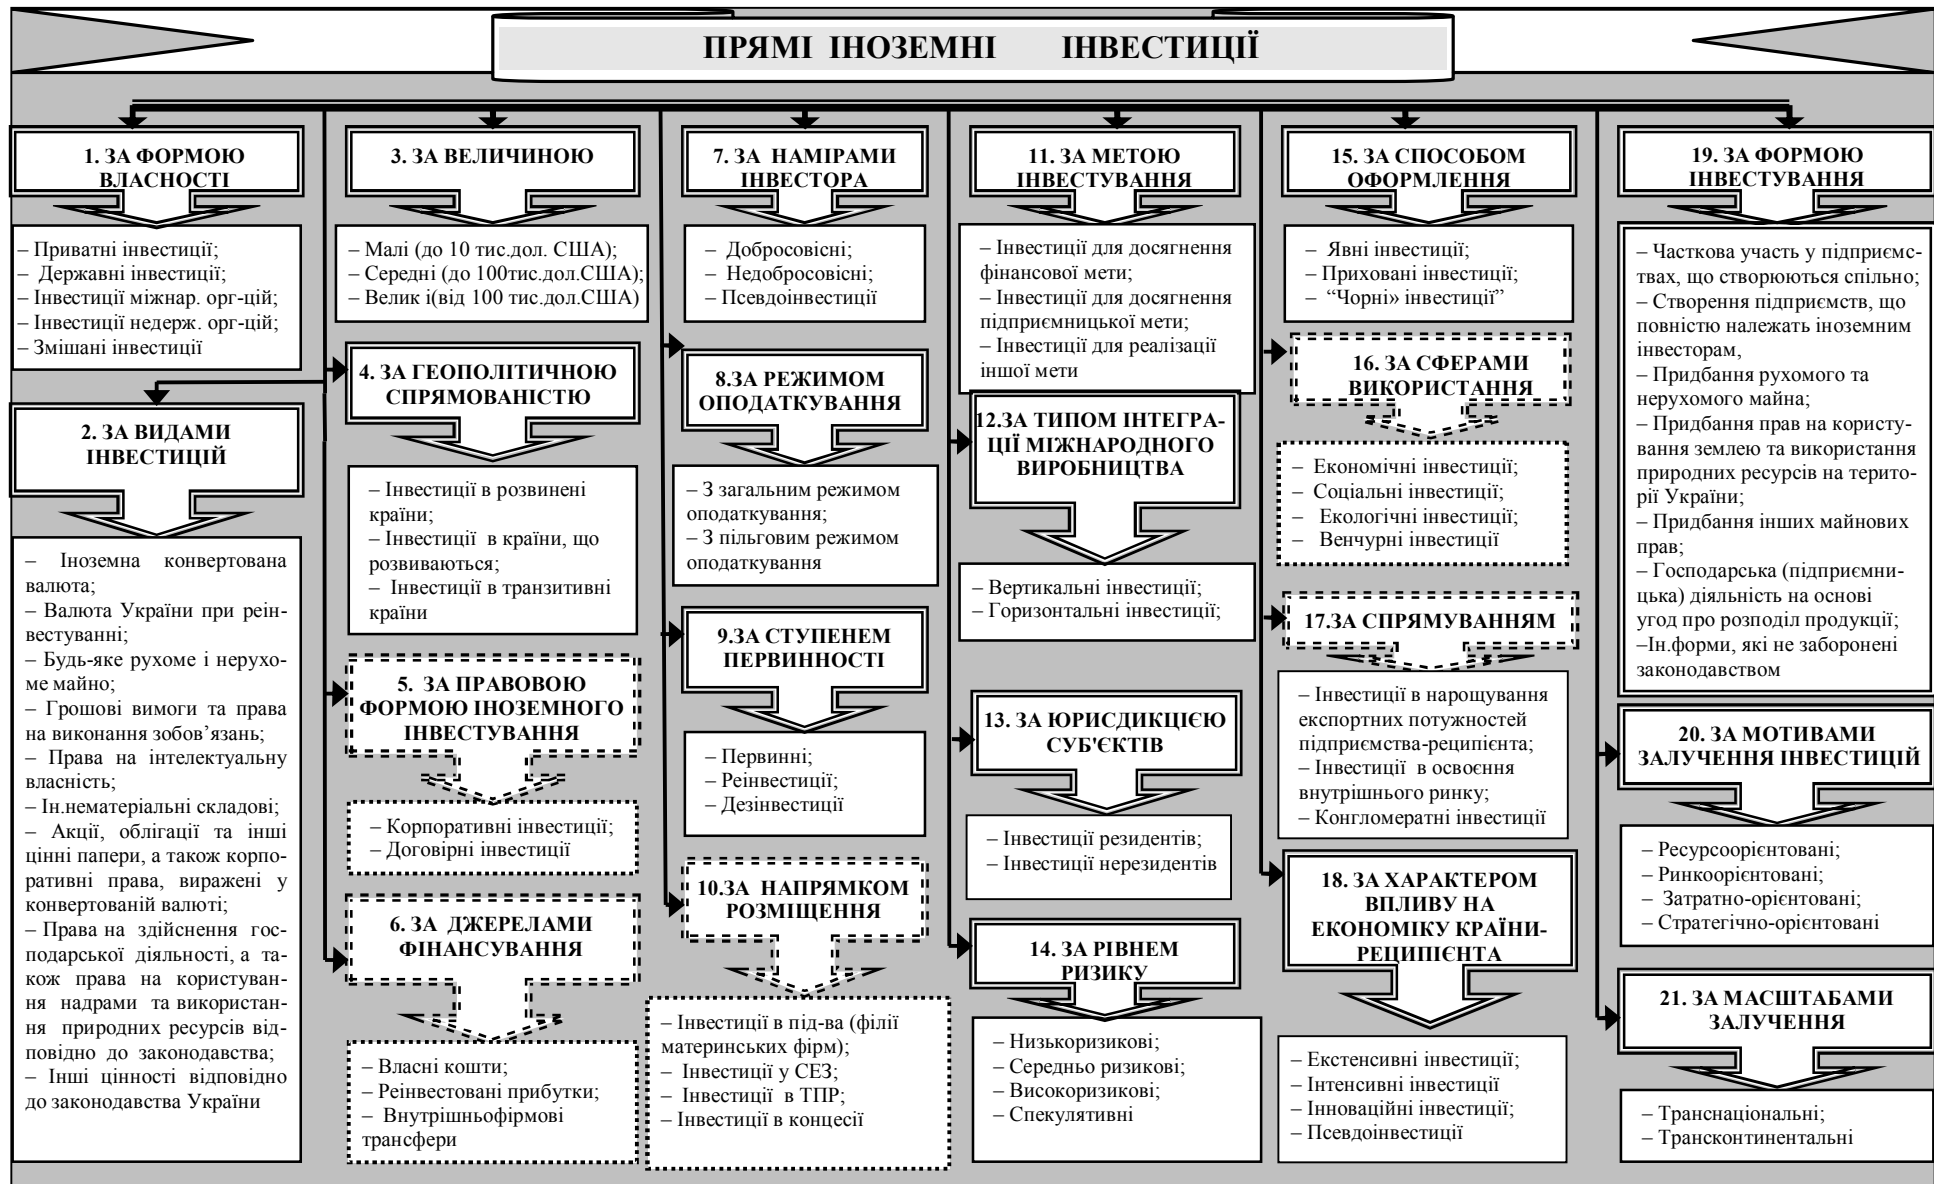 ПРЯМІ ІНОЗЕМНІ ІНВЕСТИЦІЇ
1. ЗА ФОРМОЮ
ВЛАСНОСТІ
– Приватні інвестиції;
– Державні інвестиції;
– Інвестиції міжнар. орг-цій;
– Інвестиції недерж. орг-цій;
– Змішані інвестиції
2. ЗА ВИДАМИ
ІНВЕСТИЦІЙ
– Іноземна конвертована
валюта;
– Валюта України при реін-
вестуванні;
– Будь-яке рухоме і нерухо-
ме майно;
– Грошові вимоги та права
на виконання зобов’язань;
– Права на інтелектуальну
власність;
– Ін.нематеріальні складові;
– Акції, облігації та інші
цінні папери, а також корпо-
ративні права, виражені у
конвертованій валюті;
– Права на здійснення гос-
подарської діяльності, а та-
кож права на користуван-
ня надрами та використан-
ня природних ресурсів від-
повідно до законодавства;
– Інші цінності відповідно
до законодавства України
3. ЗА ВЕЛИЧИНОЮ
– Малі (до 10 тис.дол. США);
– Середні (до 100тис.дол.США);
– Велик і(від 100 тис.дол.США)
4. ЗА ГЕОПОЛІТИЧНОЮ
СПРЯМОВАНІСТЮ
– Інвестиції в розвинені
країни;
– Інвестиції в країни, що
розвиваються;
– Інвестиції в транзитивні
країни
5. ЗА ПРАВОВОЮ
ФОРМОЮ ІНОЗЕМНОГО
ІНВЕСТУВАННЯ
– Корпоративні інвестиції;
– Договірні інвестиції
6. ЗА ДЖЕРЕЛАМИ
ФІНАНСУВАННЯ
– Власні кошти;
– Реінвестовані прибутки;
– Внутрішньофірмові
трансфери
7. ЗА НАМІРАМИ
ІНВЕСТОРА
– Добросовісні;
– Недобросовісні;
– Псевдоінвестиції
8.ЗА РЕЖИМОМ
ОПОДАТКУВАННЯ
– З загальним режимом
оподаткування;
– З пільговим режимом
оподаткування
9.ЗА СТУПЕНЕМ
ПЕРВИННОСТІ
– Первинні;
– Реінвестиції;
– Дезінвестиції
10.ЗА НАПРЯМКОМ
РОЗМІЩЕННЯ
– Інвестиції в під-ва (філії
материнських фірм);
– Інвестиції у СЕЗ;
– Інвестиції в ТПР;
– Інвестиції в концесії
11. ЗА МЕТОЮ
ІНВЕСТУВАННЯ
– Інвестиції для досягнення
фінансової мети;
– Інвестиції для досягнення
підприємницької мети;
– Інвестиції для реалізації
іншої мети
12.ЗА ТИПОМ ІНТЕГРА-
ЦІЇ МІЖНАРОДНОГО
ВИРОБНИЦТВА
– Вертикальні інвестиції;
– Горизонтальні інвестиції;
13. ЗА ЮРИСДИКЦІЄЮ
СУБ'ЄКТІВ
– Інвестиції резидентів;
– Інвестиції нерезидентів
14. ЗА РІВНЕМ
РИЗИКУ
– Низькоризикові;
– Середньо ризикові;
– Високоризикові;
– Спекулятивні
15. ЗА СПОСОБОМ
ОФОРМЛЕННЯ
– Явні інвестиції;
– Приховані інвестиції;
– “Чорні» інвестиції”
16. ЗА СФЕРАМИ
ВИКОРИСТАННЯ
– Економічні інвестиції;
– Соціальні інвестиції;
– Екологічні інвестиції;
– Венчурні інвестиції
17.ЗА СПРЯМУВАННЯМ
– Інвестиції в нарощування
експортних потужностей
підприємства-реципієнта;
– Інвестиції в освоєння
внутрішнього ринку;
– Конгломератні інвестиції
18. ЗА ХАРАКТЕРОМ
ВПЛИВУ НА
ЕКОНОМІКУ КРАЇНИ-
РЕЦИПІЄНТА
– Екстенсивні інвестиції;
– Інтенсивні інвестиції
– Інноваційні інвестиції;
– Псевдоінвестиції
19. ЗА ФОРМОЮ
ІНВЕСТУВАННЯ
– Часткова участь у підприємс-
твах, що створюються спільно;
– Створення підприємств, що
повністю належать іноземним
інвесторам,
– Придбання рухомого та
нерухомого майна;
– Придбання прав на користу-
вання землею та використання
природних ресурсів на терито-
рії України;
– Придбання інших майнових
прав;
– Господарська (підприємни-
цька) діяльність на основі
угод про розподіл продукції;
–Ін.форми, які не заборонені
законодавством
20. ЗА МОТИВАМИ
ЗАЛУЧЕННЯ ІНВЕСТИЦІЙ
– Ресурсоорієнтовані;
– Ринкоорієнтовані;
– Затратно-орієнтовані;
– Стратегічно-орієнтовані
21. ЗА МАСШТАБАМИ
ЗАЛУЧЕННЯ
– Транснаціональні;
– Трансконтинентальні